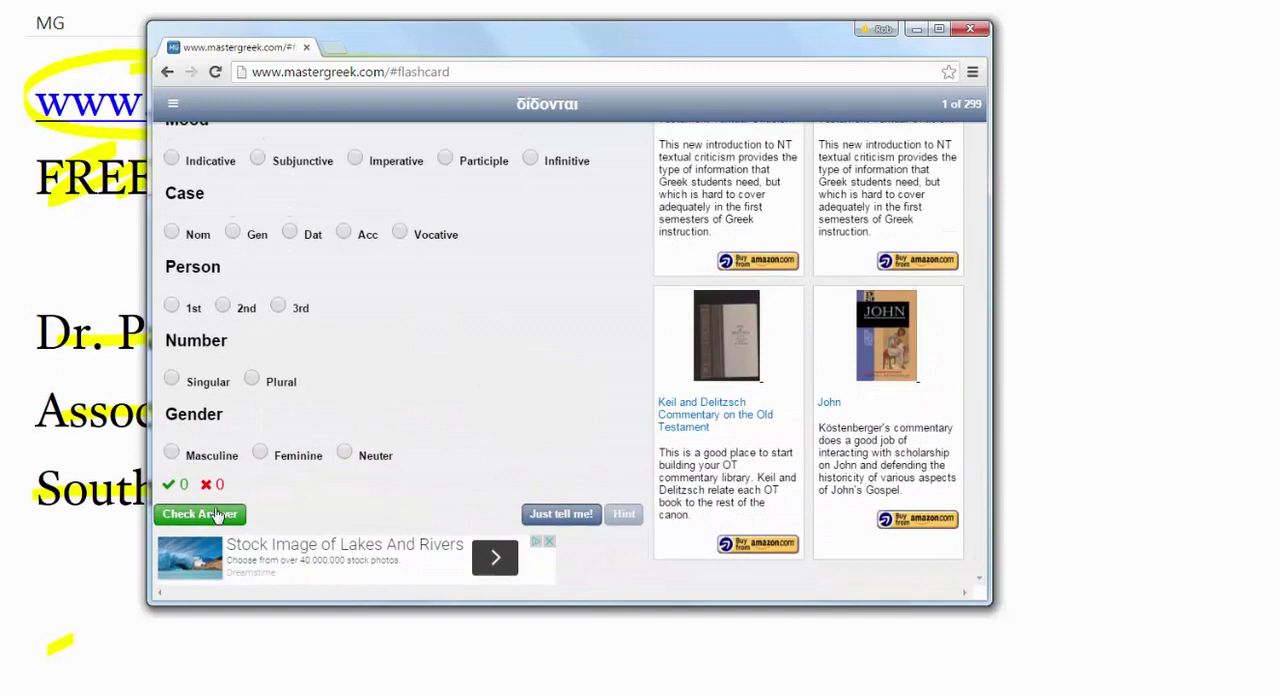 MG
www
FREE
Dr. P
Assoc
South
Rob
www.mastergreek.com/#f
www.mastergreek.com/#flashcard
δίδονται
1 of 299
Mood
Indicative Subjunctive Imperative Participle Infinitive
Case
Nom Gen Dat Acc Vocative
Person
1st 2nd 3rd
Number
Singular Plural
Gender
Masculine Feminine Neuter
0 0
Check Answer
Just tell me! Hint
Stock Image of Lakes And Rivers
Choose from over 40.000.000 stock photos.
Dreamstime
This new introduction to NT
textual criticism provides the
type of information that
Greek students need, but
which is hard to cover
adequately in the first
semesters of Greek
instruction.
Buy from amazon.com
This new introduction to NT
textual criticism provides the
type of information that
Greek students need, but
which is hard to cover
adequately in the first
semesters of Greek
instruction.
Buy from amazon.com
Keil and Delitzsch
Commentary on the Old
Testament
This is a good place to start
building your OT
commentary library. Keil and
Delitzsch relate each OT
book to the rest of the
canon.
Buy from amazon.com
JOHN
John
Köstenberger's commentary
does a good job of
interacting with scholarship
on John and defending the
historicity of various aspects
of John's Gospel.
Buy from amazon.com